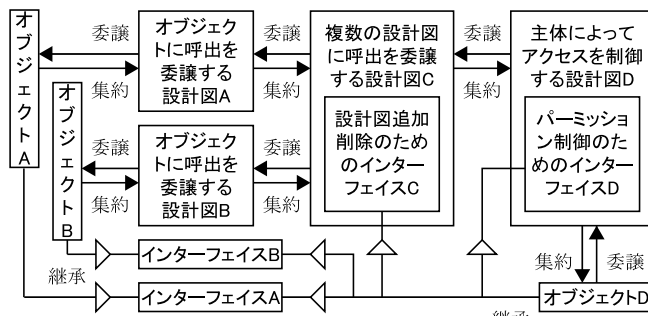 オブジェクトA
委譲
集約
オブジェク
トに呼出を
委譲する
設計図A
委譲
集約
複数の設計図
に呼出を委譲
する設計図C
設計図追加
削除のため
のインター
フェイスC
委譲
集約
主体によって
アクセスを制御
する設計図D
パーミッショ
ン制御のた
めのインター
フェイスD
オブジェクトB
委譲
集約
オブジェク
トに呼出を
委譲する
設計図B
委譲
集約
継承
インターフェイスB
インターフェイスA
集約
委譲
オブジェクトD
継承